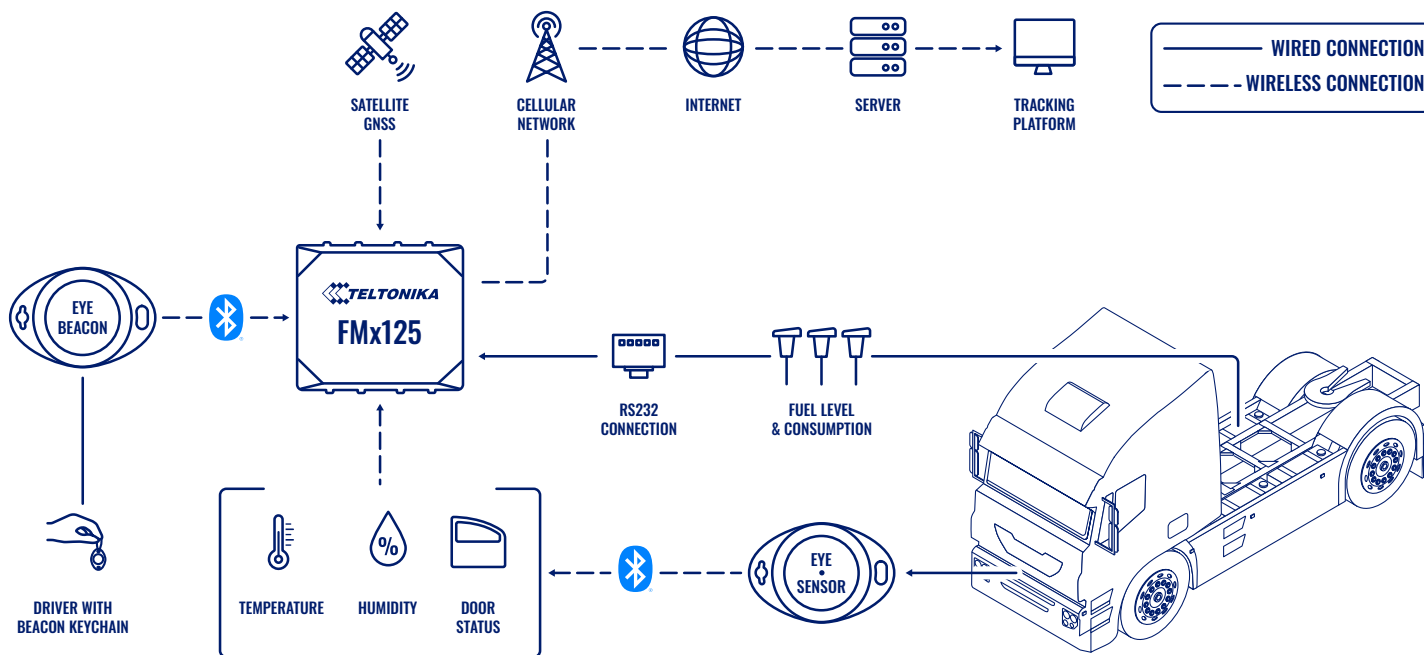 SATELLITE
GNSS
CELLULAR
NETWORK
INTERNET
SERVER
TRACKING
PLATFORM
WIRED CONNECTION
WIRELESS CONNECTION
EYE
BEACON
TELTONIKA
FMx125
RS232
CONNECTION
FUEL LEVEL
& CONSUMPTION
DRIVER WITH
BEACON KEYCHAIN
%
TEMPERATURE
HUMIDITY
DOOR
STATUS
EYE
SENSOR